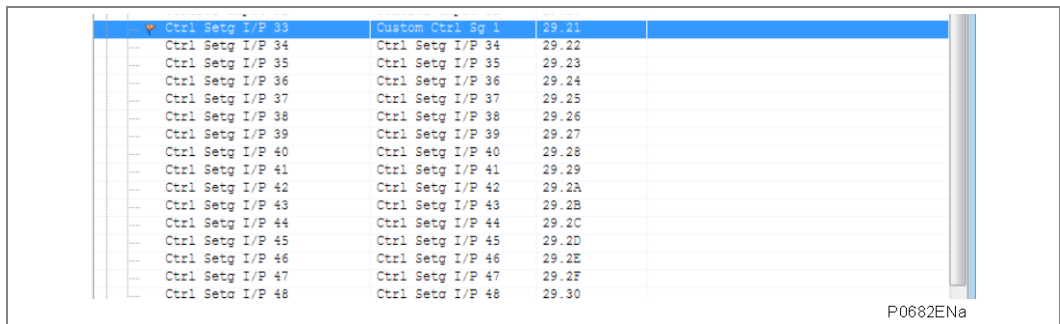 Ctrl Setg I/P 33 Custom Ctrl Sg 1 29.21
Ctrl Setg I/P 34 Ctrl Setg I/P 34 29.22
Ctrl Setg I/P 35 Ctrl Setg I/P 35 29.23
Ctrl Setg I/P 36 Ctrl Setg I/P 36 29.24
Ctrl Setg I/P 37 Ctrl Setg I/P 37 29.25
Ctrl Setg I/P 38 Ctrl Setg I/P 38 29.26
Ctrl Setg I/P 39 Ctrl Setg I/P 39 29.27
Ctrl Setg I/P 40 Ctrl Setg I/P 40 29.28
Ctrl Setg I/P 41 Ctrl Setg I/P 41 29.29
Ctrl Setg I/P 42 Ctrl Setg I/P 42 29.2A
Ctrl Setg I/P 43 Ctrl Setg I/P 43 29.2B
Ctrl Setg I/P 44 Ctrl Setg I/P 44 29.2C
Ctrl Setg I/P 45 Ctrl Setg I/P 45 29.2D
Ctrl Setg I/P 46 Ctrl Setg I/P 46 29.2E
Ctrl Setg I/P 47 Ctrl Setg I/P 47 29.2F
Ctrl Setg I/P 48 Ctrl Setg I/P 48 29.30
P0682ENa